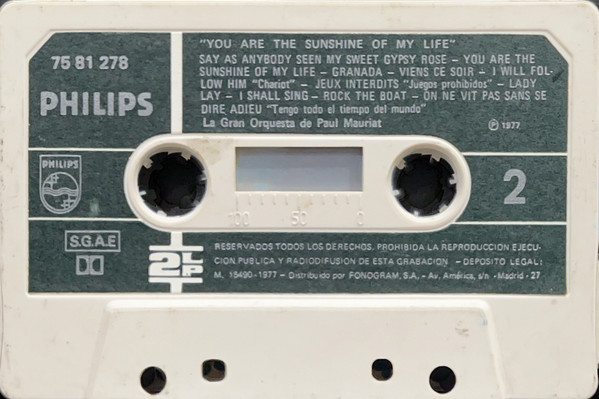 75 81 278
"YOU ARE THE SUNSHINE OF MY LIFE"
SAY AS ANYBODY SEEN MY SWEET GYPSY ROSE – YOU ARE THE
SUNSHINE OF MY LIFE – GRANADA – VIENS CE SOIR – I WILL FOL-
LOW HIM "Chariot" – JEUX INTERDITS "Juegos prohibidos" – LADY
LAY – I SHALL SING – ROCK THE BOAT – ON NE VIT PAS SANS SE
DIRE ADIEU "Tengo todo el tiempo del mundo"
La Gran Orquesta de Paul Mauriat
Ⓟ 1977
PHILIPS
PHILIPS
2
100 50 0
S.G.A.E
2LP
RESERVADOS TODOS LOS DERECHOS. PROHIBIDA LA REPRODUCCION EJECU-
CION PUBLICA Y RADIODIFUSION DE ESTA GRABACION – DEPOSITO LEGAL:
M. 15490-1977 – Distribuido por FONOGRAM, S.A. – Av. América, s/n -Madrid - 27